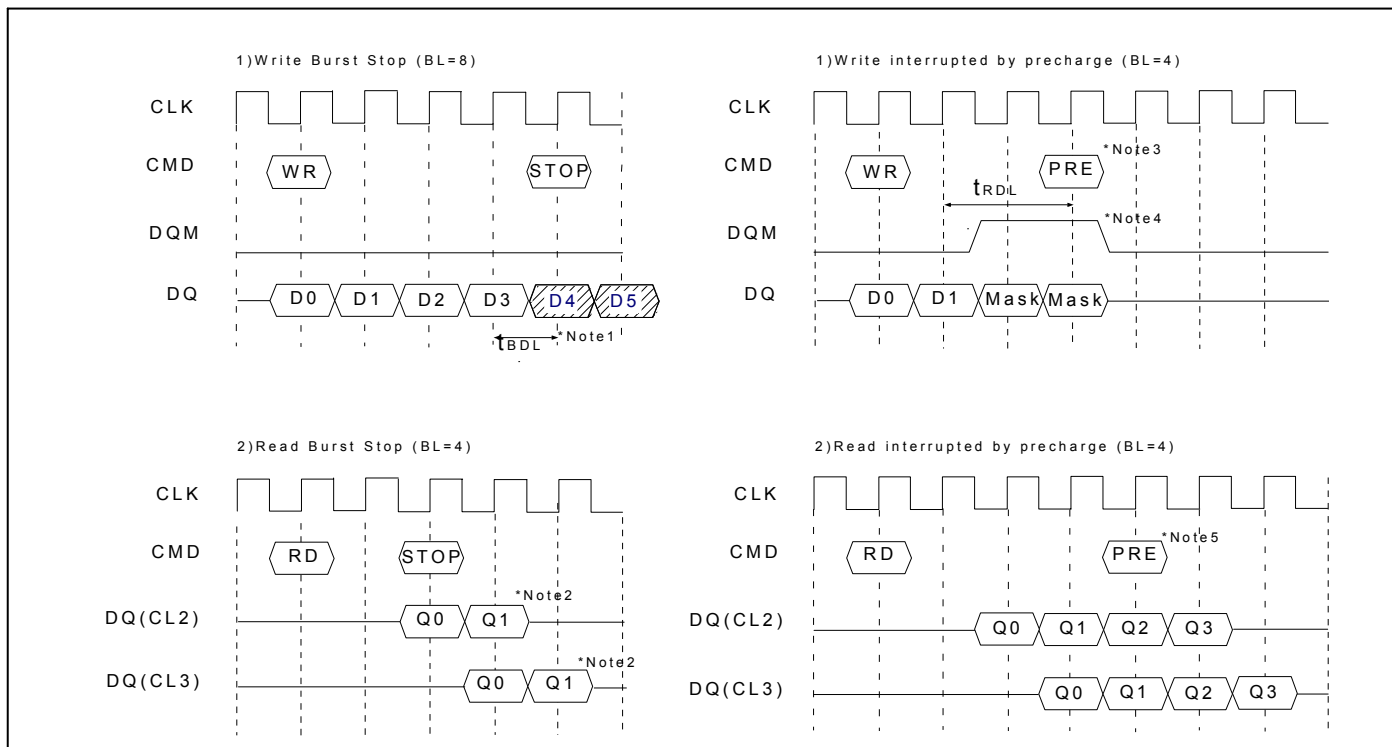 1)Write Burst Stop (BL=8)
CLK
CMD
WR
STOP
DQM
DQ
D0
D1
D2
D3
D4
D5
tBDL
*Note1
1)Write interrupted by precharge (BL=4)
CLK
CMD
WR
PRE
*Note3
tRDL
DQM
*Note4
DQ
D0
D1
Mask
Mask
2)Read Burst Stop (BL=4)
CLK
CMD
RD
STOP
DQ(CL2)
Q0
Q1
*Note2
DQ(CL3)
Q0
Q1
*Note2
2)Read interrupted by precharge (BL=4)
CLK
CMD
RD
PRE
*Note5
DQ(CL2)
Q0
Q1
Q2
Q3
DQ(CL3)
Q0
Q1
Q2
Q3